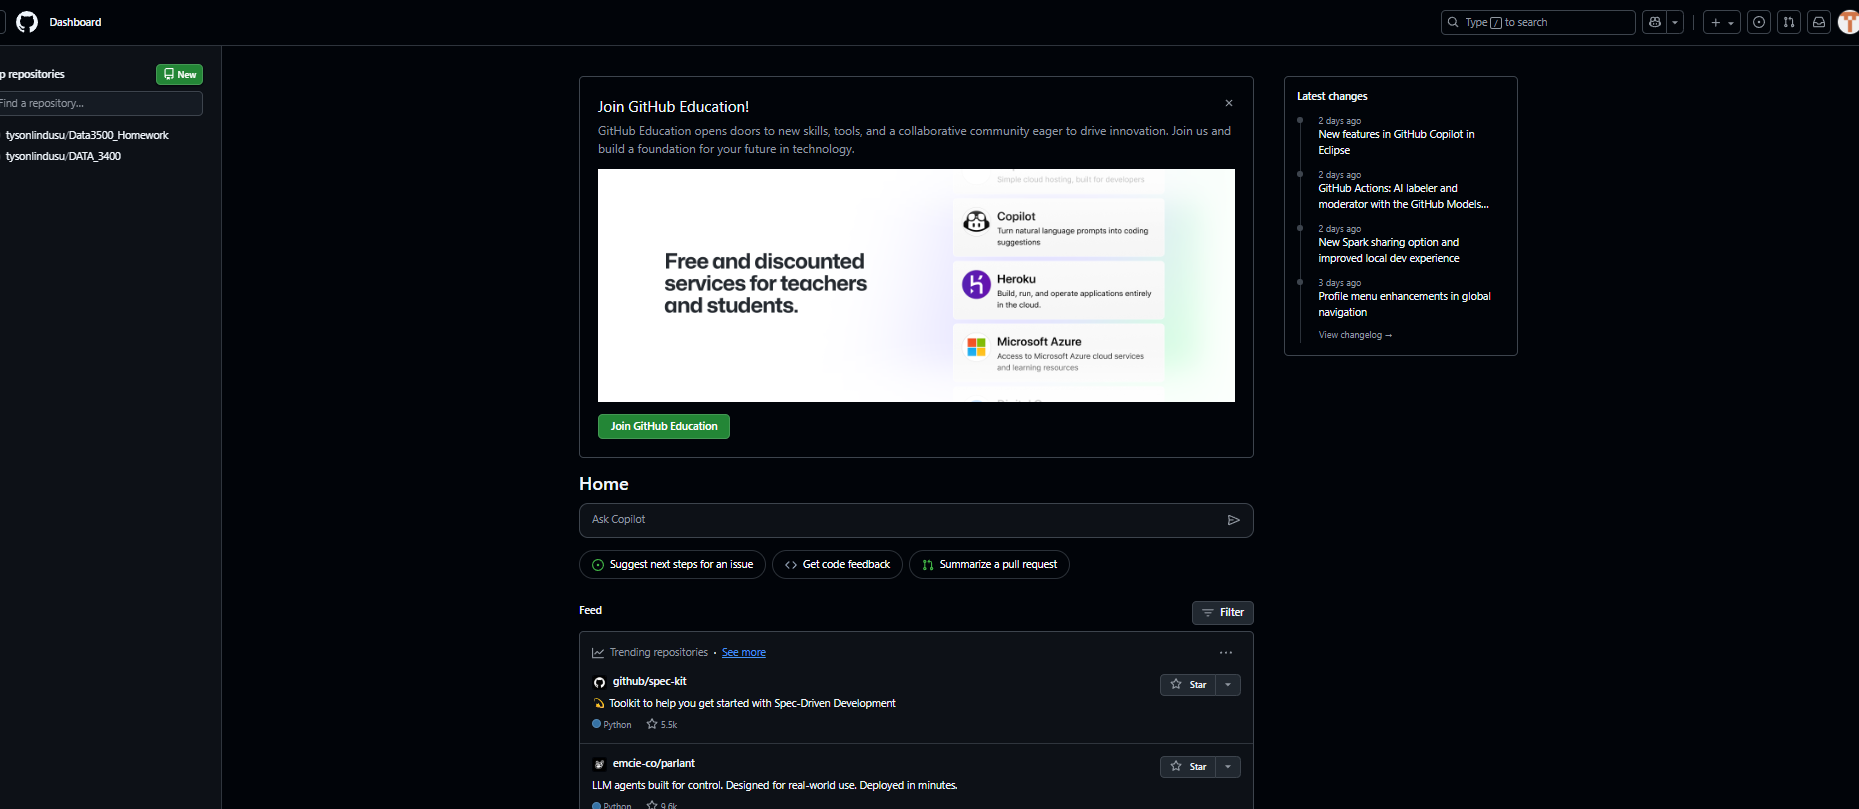 Dashboard
Type / to search
p repositories
New
Find a repository...
tysonlindusu/Data3500_Homework
tysonlindusu/DATA_3400
Join GitHub Education!
GitHub Education opens doors to new skills, tools, and a collaborative community eager to drive innovation. Join us and
build a foundation for your future in technology.
Simple cloud hosting, built for developers
Free and discounted
services for teachers
and students.
Copilot
Turn natural language prompts into coding
suggestions
Heroku
Build, run, and operate applications entirely
in the cloud.
Microsoft Azure
Access to Microsoft Azure cloud services
and learning resources
Join GitHub Education
Home
Ask Copilot
Suggest next steps for an issue
Get code feedback
Summarize a pull request
Feed
Filter
Trending repositories · See more
github/spec-kit
Star
Toolkit to help you get started with Spec-Driven Development
Python
5.5k
emcie-co/parlant
Star
LLM agents built for control. Designed for real-world use. Deployed in minutes.
Python
9.6k
Latest changes
2 days ago
New features in GitHub Copilot in
Eclipse
2 days ago
GitHub Actions: AI labeler and
moderator with the GitHub Models...
2 days ago
New Spark sharing option and
improved local dev experience
3 days ago
Profile menu enhancements in global
navigation
View changelog →